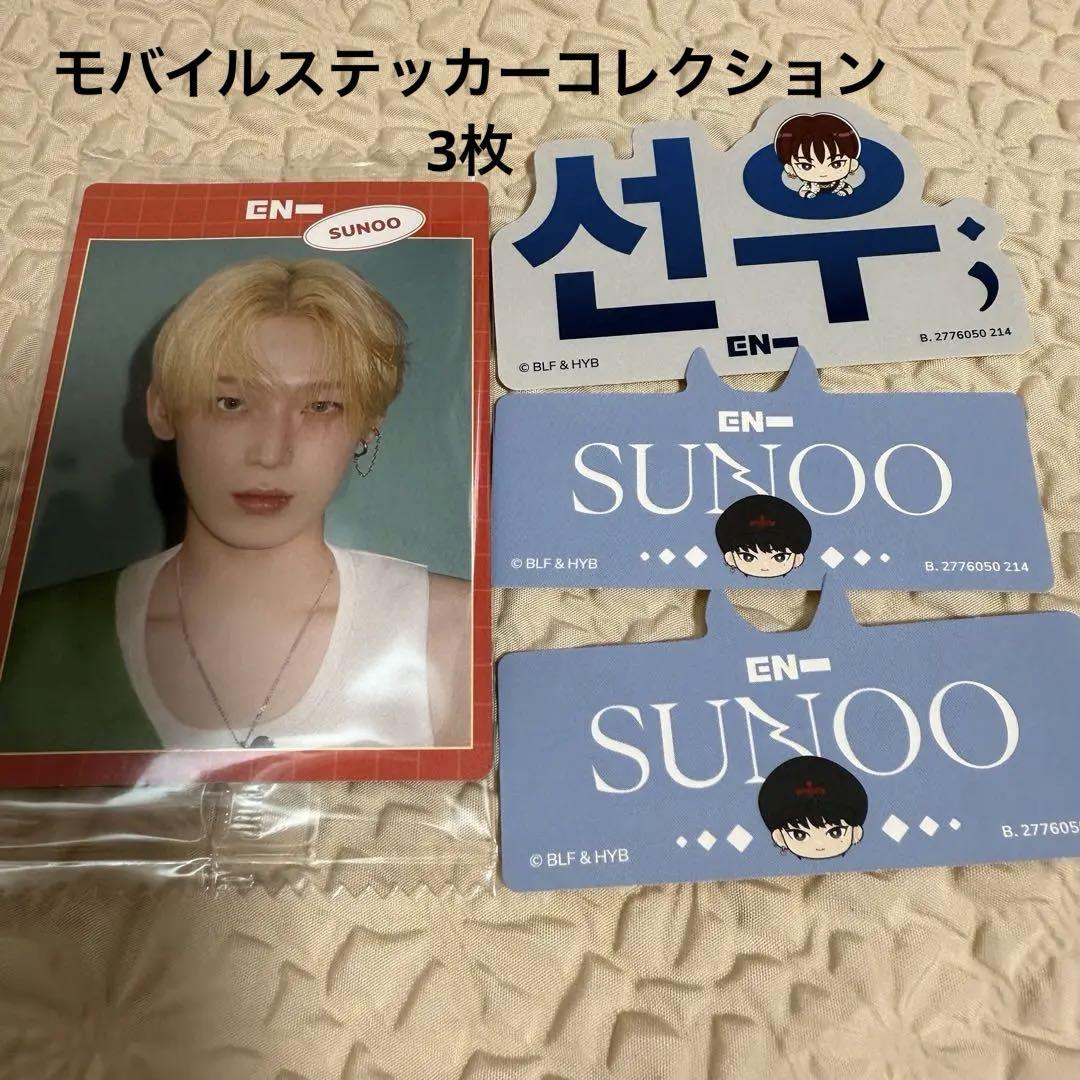 モバイルステッカーコレクション
3枚
EN-
SUNOO
선우;
EN-
B. 2776050 214
© BLF & HYB
EN-
SUNOO
© BLF & HYB
B. 2776050 214
EN-
SUNOO
© BLF & HYB
B. 277605